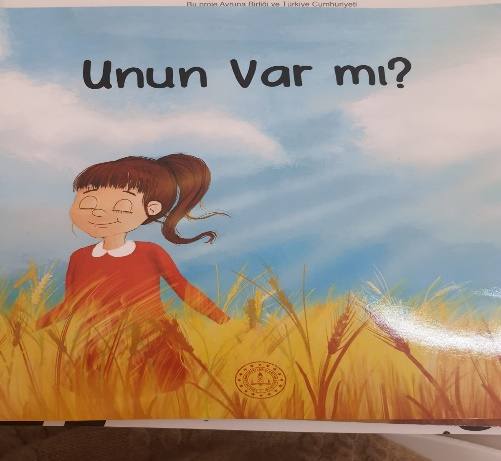 Bu proje Avrupa Birliği ve Türkiye Cumhuriyeti
Unun Var mı?